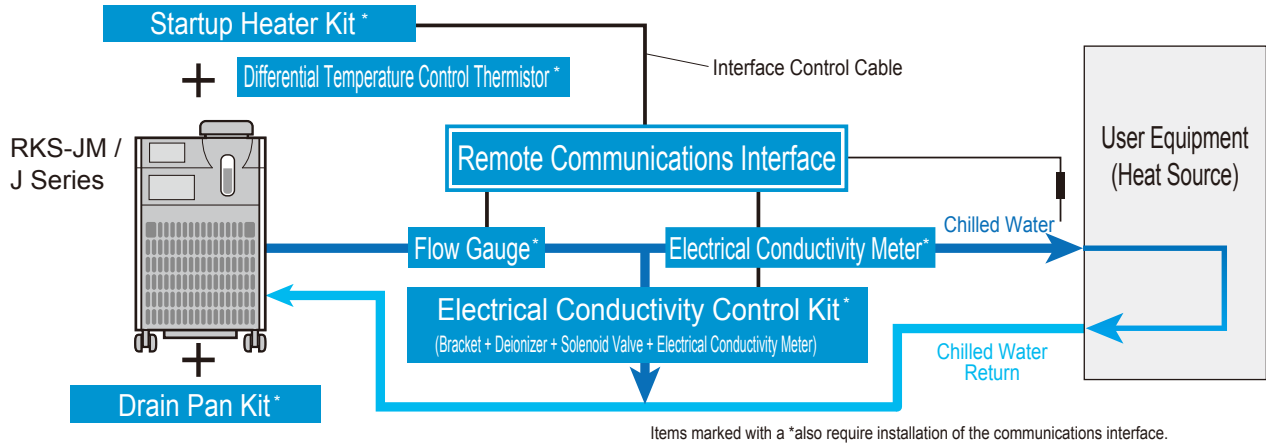 Startup Heater Kit *
Differential Temperature Control Thermistor *
Interface Control Cable
RKS-JM /
J Series
Remote Communications Interface
User Equipment
(Heat Source)
Flow Gauge*
Electrical Conductivity Meter*
Chilled Water
Electrical Conductivity Control Kit *
(Bracket + Deionizer + Solenoid Valve + Electrical Conductivity Meter)
Chilled Water
Return
Drain Pan Kit *
Items marked with a *also require installation of the communications interface.